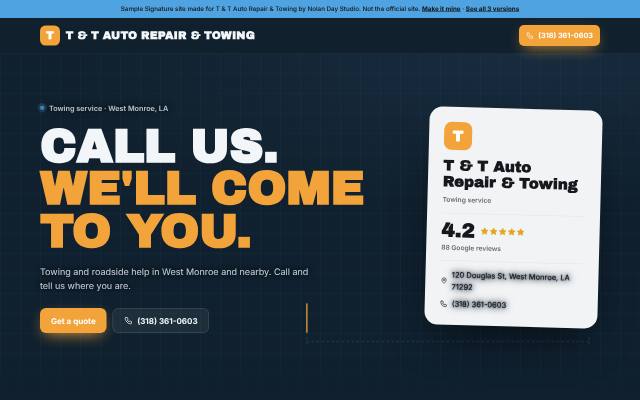 Sample Signature site made for T & T Auto Repair & Towing by Nolan Day Studio. Not the official site. Make it mine · See all 3 versions
T T & T AUTO REPAIR & TOWING
(318) 361-0603
Towing service · West Monroe, LA
CALL US.
WE'LL COME
TO YOU.
Towing and roadside help in West Monroe and nearby. Call and
tell us where you are.
Get a quote
(318) 361-0603
T
T & T Auto
Repair & Towing
Towing service
4.2
88 Google reviews
120 Douglas St, West Monroe, LA
71292
(318) 361-0603